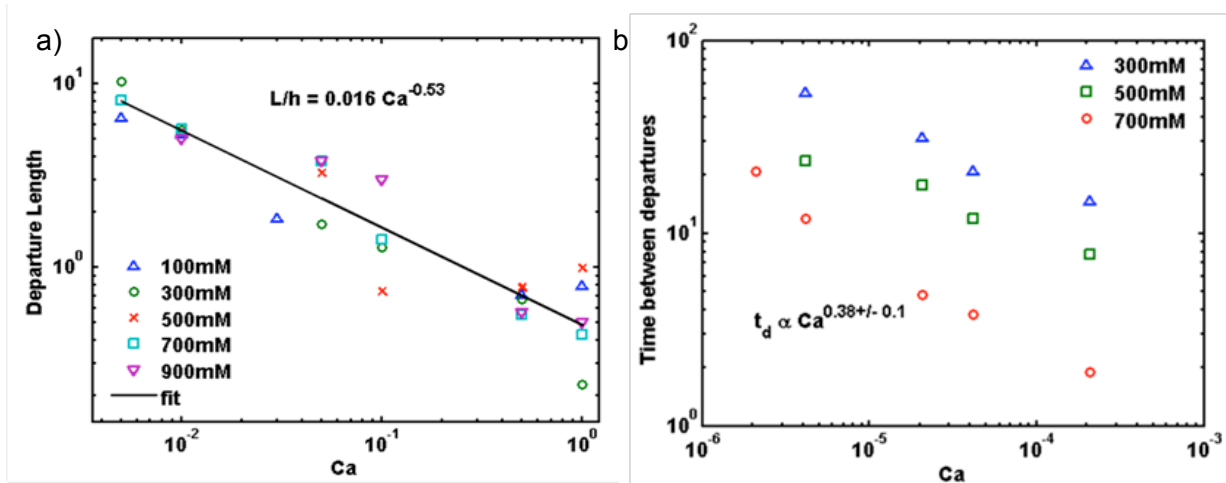 a)
10^1
10^0
Departure Length
L/h = 0.016 Ca^-0.53
100mM
300mM
500mM
700mM
900mM
fit
10^-2
10^-1
10^0
Ca
b
10^2
10^1
10^0
Time between departures
300mM
500mM
700mM
t_d ∝ Ca^0.38+/- 0.1
10^-6
10^-5
10^-4
10^-3
Ca